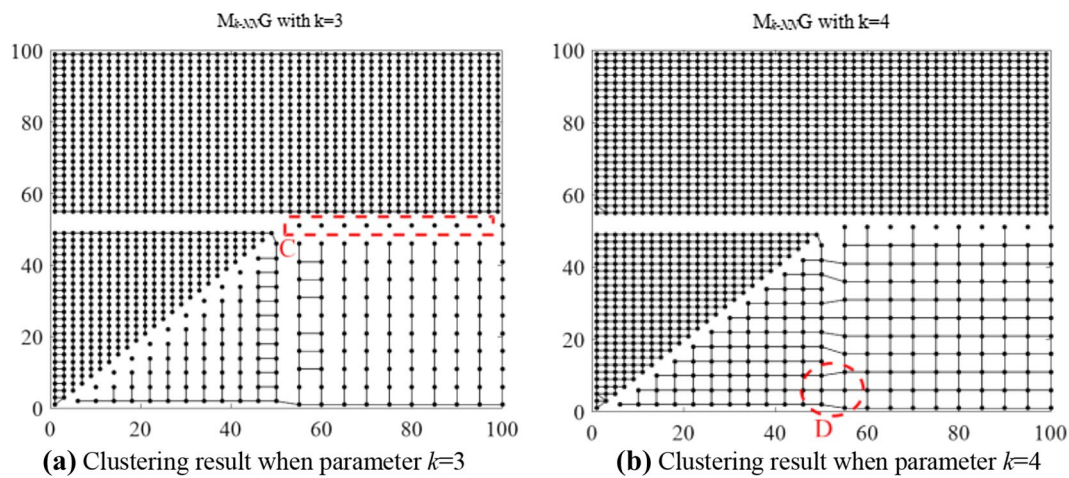 Mk-NNG with k=3
Mk-NNG with k=4
100
80
60
40
20
0
C
0 20 40 60 80 100
100
80
60
40
20
0
D
0 20 40 60 80 100
(a) Clustering result when parameter k=3
(b) Clustering result when parameter k=4